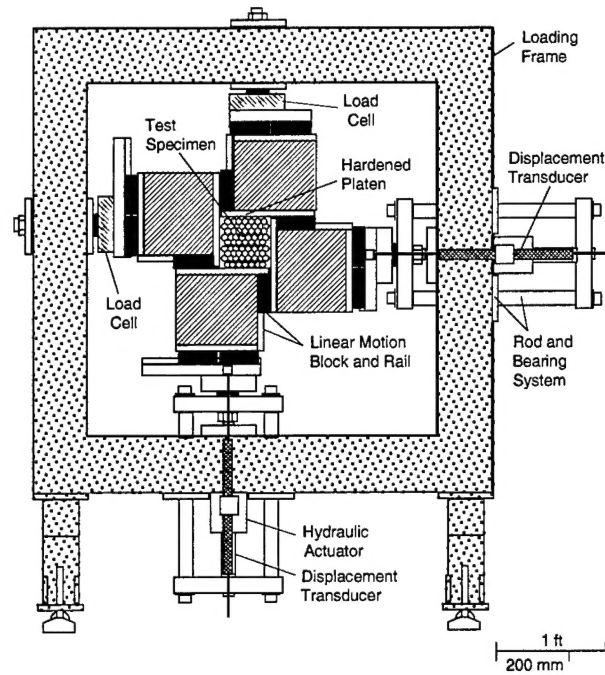 Loading
Frame
Load
Cell
Test
Specimen
Hardened
Platen
Displacement
Transducer
Load
Cell
Linear Motion
Block and Rail
Rod and
Bearing
System
Hydraulic
Actuator
Displacement
Transducer
1 ft
200 mm